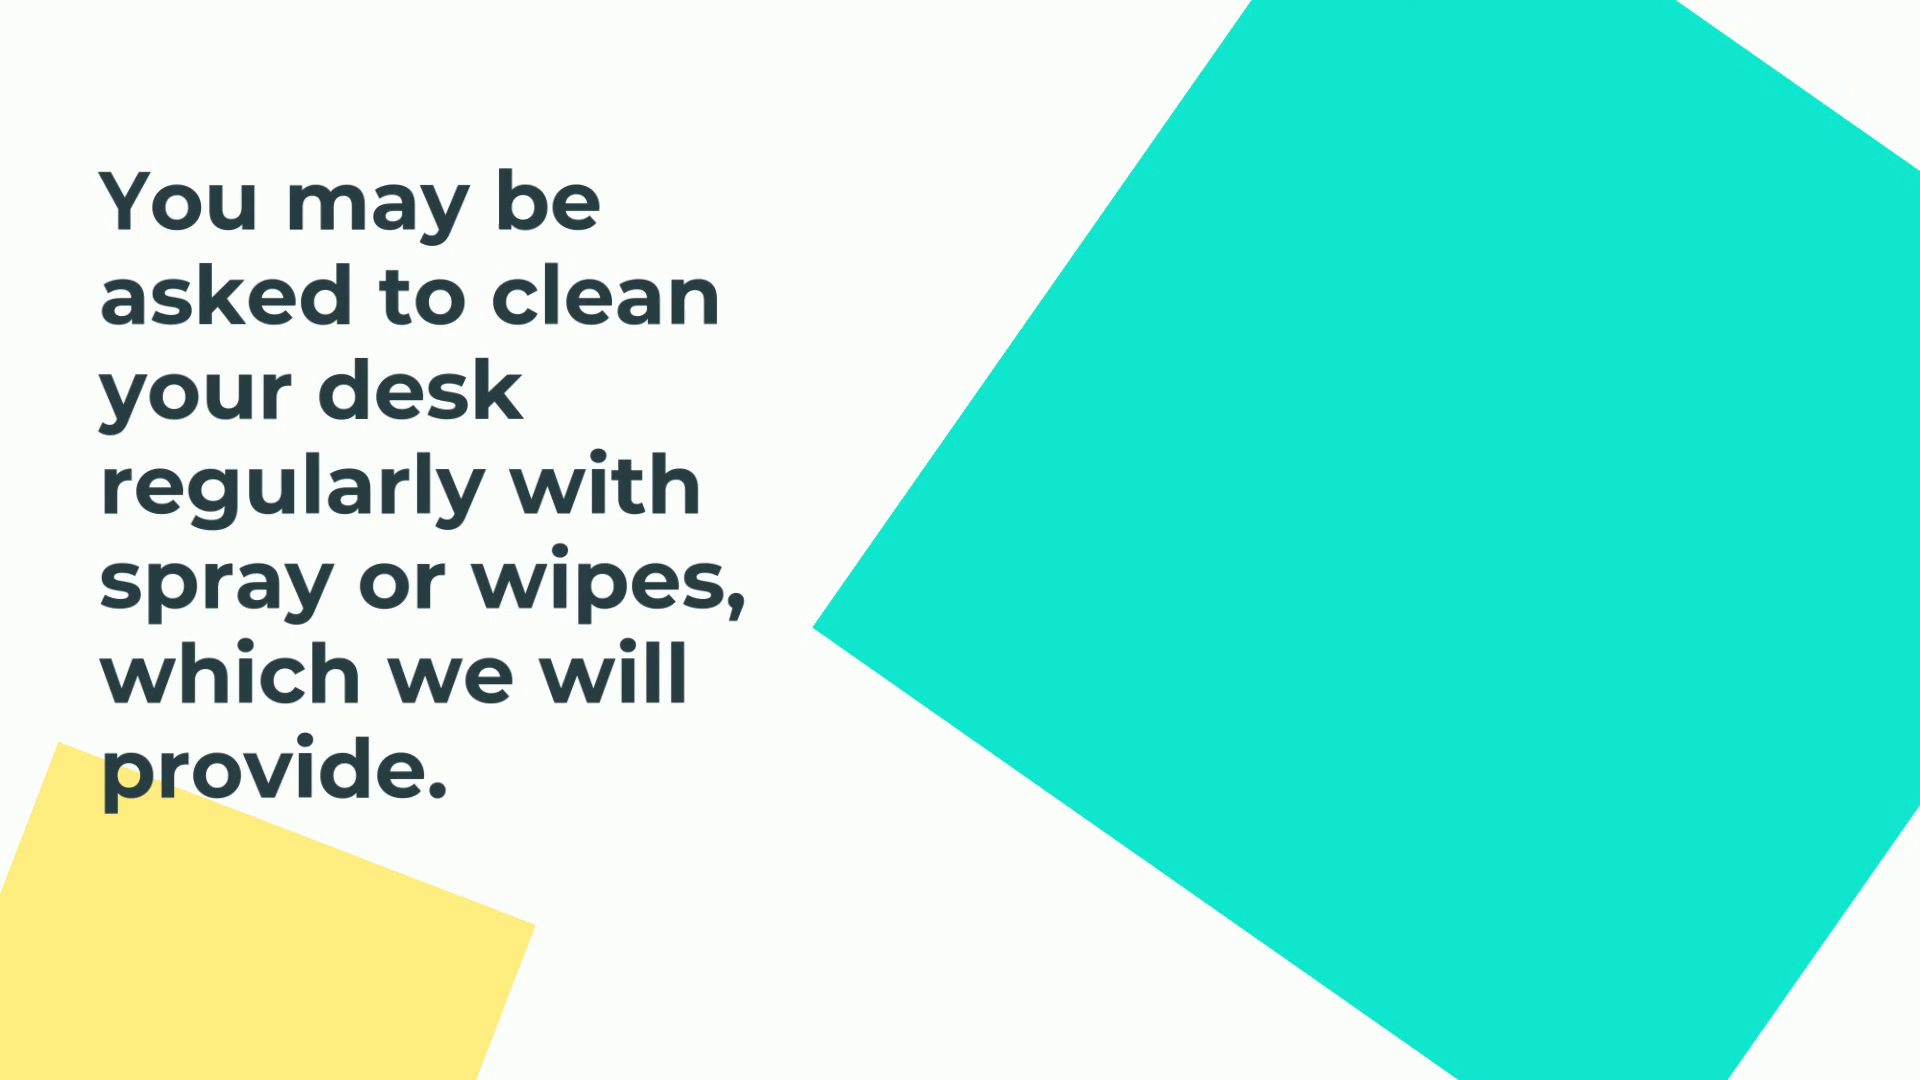 You may be
asked to clean
your desk
regularly with
spray or wipes,
which we will
provide.